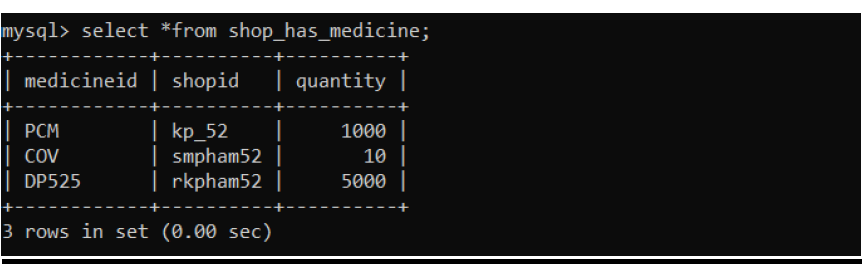 mysql> select *from shop_has_medicine;
+------------+----------+----------+
| medicineid | shopid   | quantity |
+------------+----------+----------+
| PCM        | kp_52    |     1000 |
| COV        | smpham52 |       10 |
| DP525      | rkpham52 |     5000 |
+------------+----------+----------+
3 rows in set (0.00 sec)